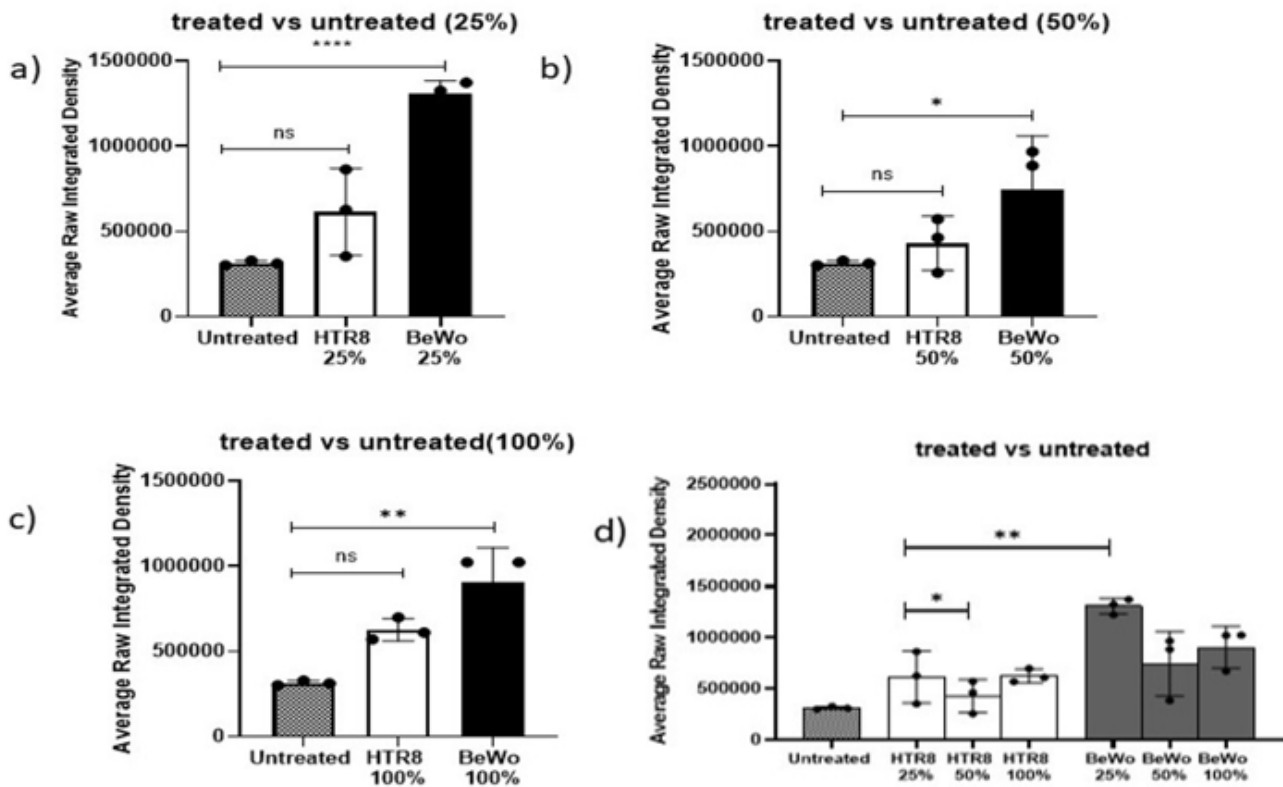 treated vs untreated (25%)
a)
Average Raw Integrated Density
1500000
1000000
500000
0
****
ns
Untreated
HTR8
25%
BeWo
25%
treated vs untreated (50%)
b)
Average Raw Integrated Density
1500000
1000000
500000
0
*
ns
Untreated
HTR8
50%
BeWo
50%
treated vs untreated(100%)
c)
Average Raw Integrated Density
1500000
1000000
500000
0
**
ns
Untreated
HTR8
100%
BeWo
100%
treated vs untreated
d)
Average Raw Integrated Density
2500000
2000000
1500000
1000000
500000
0
**
*
Untreated
HTR8
25%
HTR8
50%
HTR8
100%
BeWo
25%
BeWo
50%
BeWo
100%